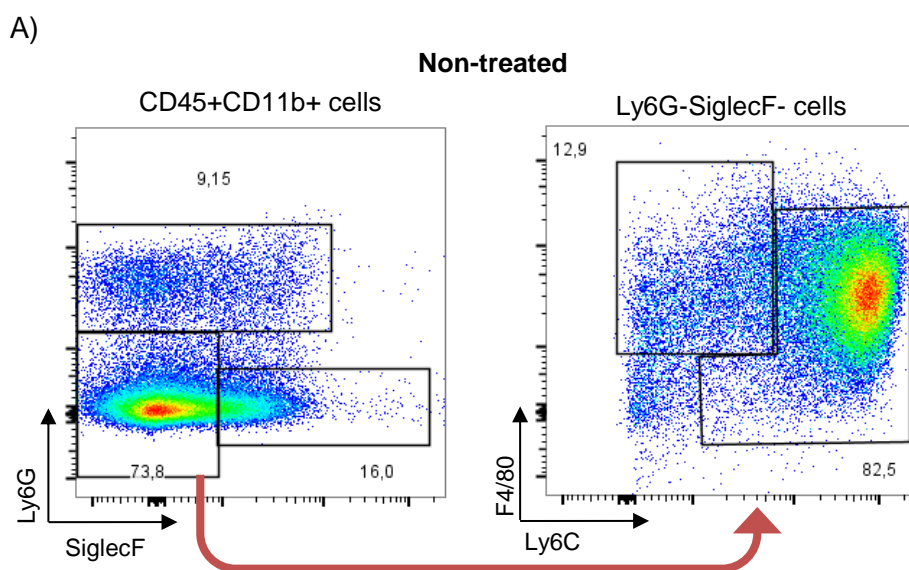 A)
Non-treated
CD45+CD11b+ cells
Ly6G-SiglecF- cells
9,15
73,8
16,0
Ly6G
SiglecF
12,9
82,5
F4/80
Ly6C